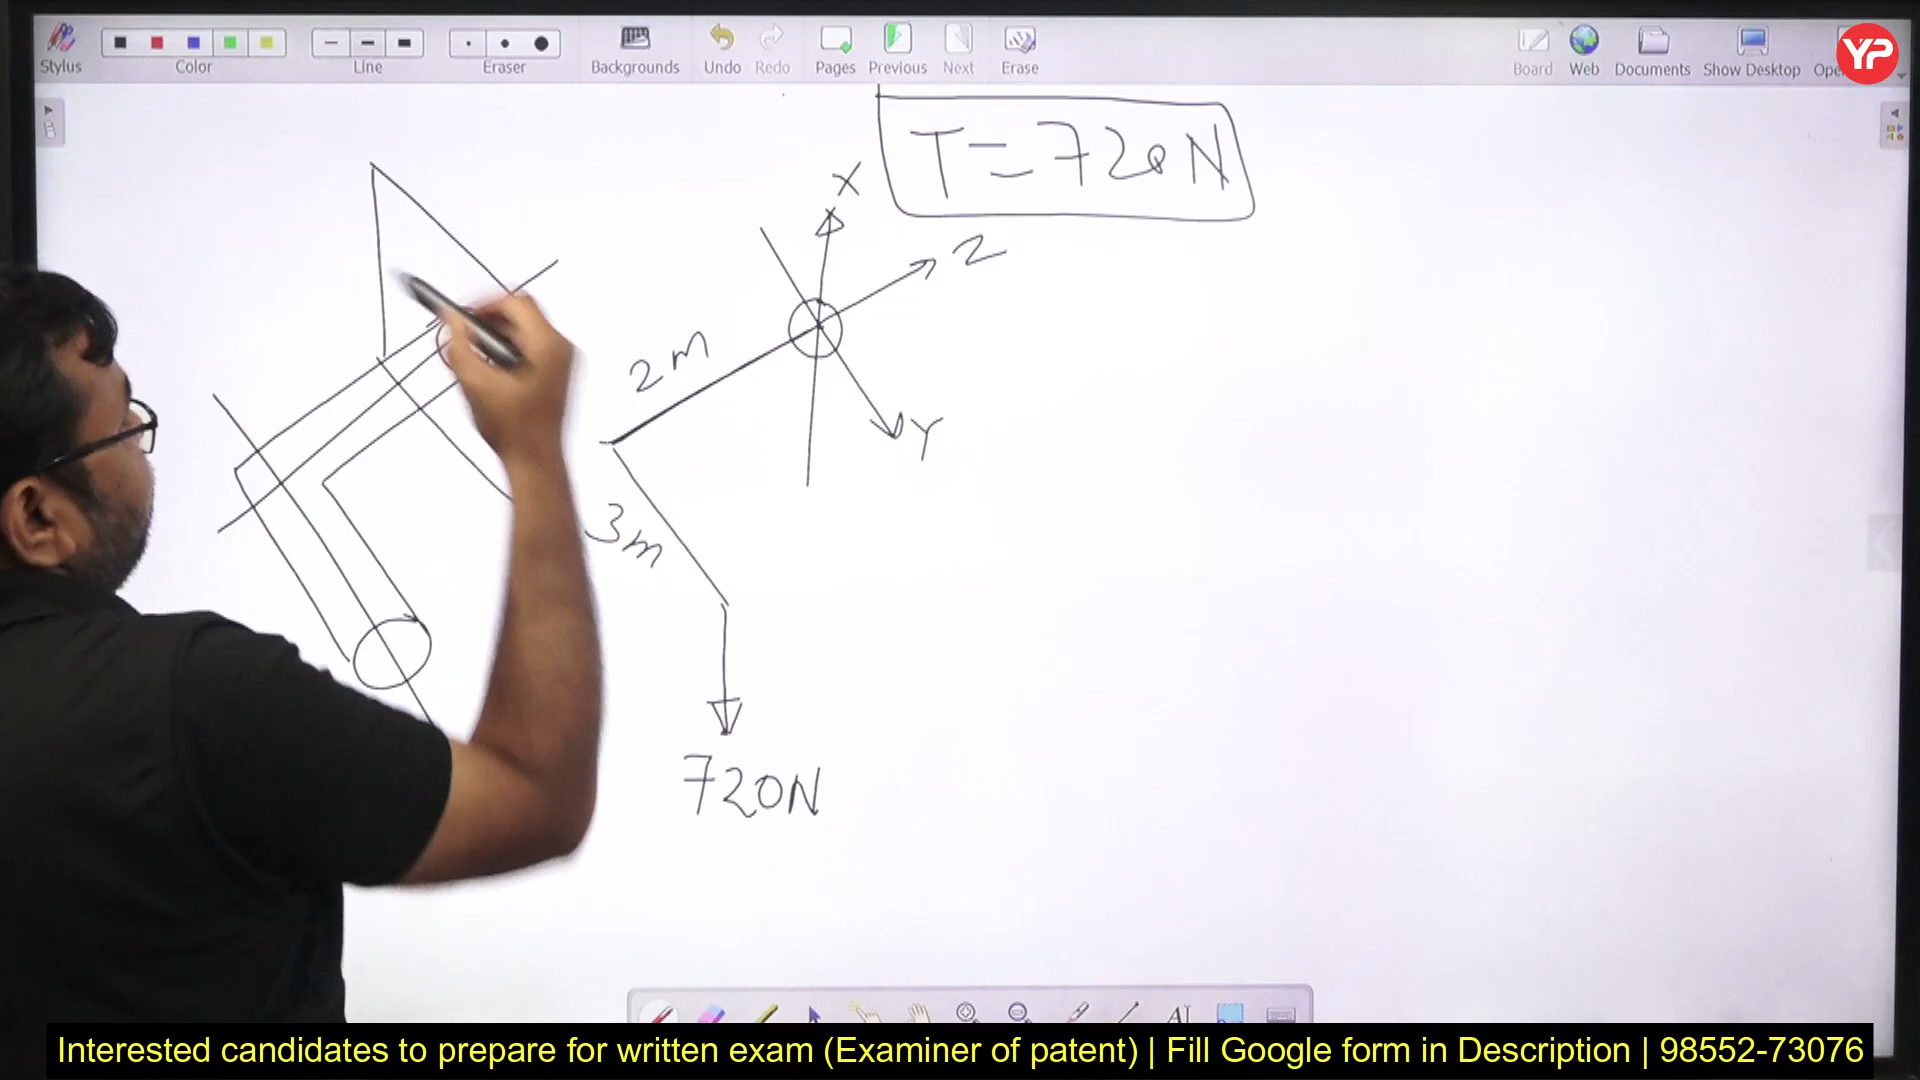 Stylus
Color
Line
Eraser
Backgrounds
Undo
Redo
Pages
Previous
Next
Erase
Board
Web
Documents
Show Desktop
YP
T = 720N
X
Z
2m
Y
3m
720N
Interested candidates to prepare for written exam (Examiner of patent) | Fill Google form in Description | 98552-73076